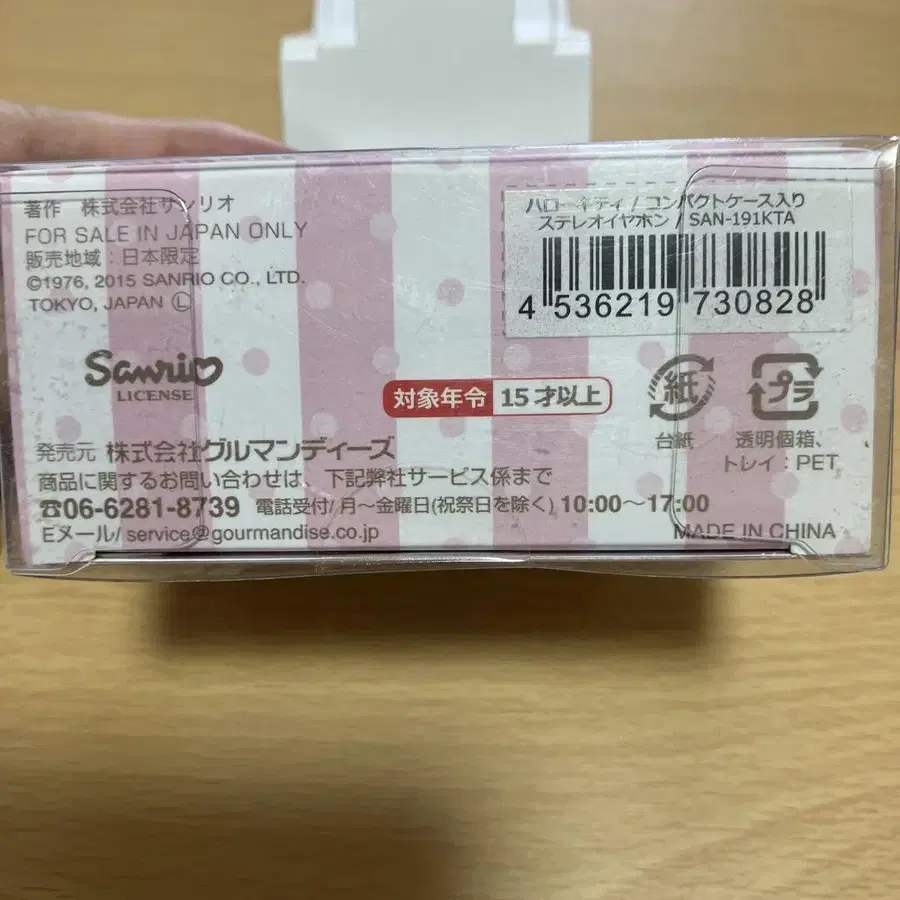 著作 株式会社サンリオ
FOR SALE IN JAPAN ONLY
販売地域:日本限定
©1976, 2015 SANRIO CO., LTD.
TOKYO, JAPAN Ⓛ
Sanrio
LICENSE
ハローキティ / コンパクトケース入り
ステレオイヤホン / SAN-191KTA
4 536219 730828
対象年令 15才以上
紙
台紙
プラ
透明個箱、
トレイ:PET
発売元 株式会社グルマンディーズ
商品に関するお問い合わせは、下記弊社サービス係まで
☎06-6281-8739 電話受付/月~金曜日(祝祭日を除く) 10:00~17:00
Eメール/ service@gourmandise.co.jp
MADE IN CHINA